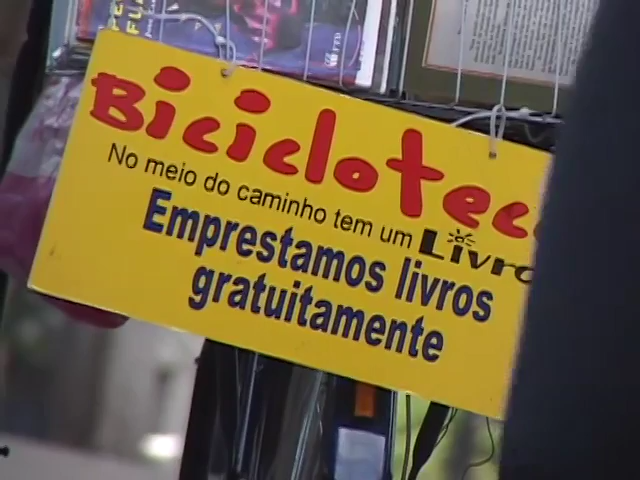 Biciclotec
No meio do caminho tem um Livro
Emprestamos livros
gratuitamente